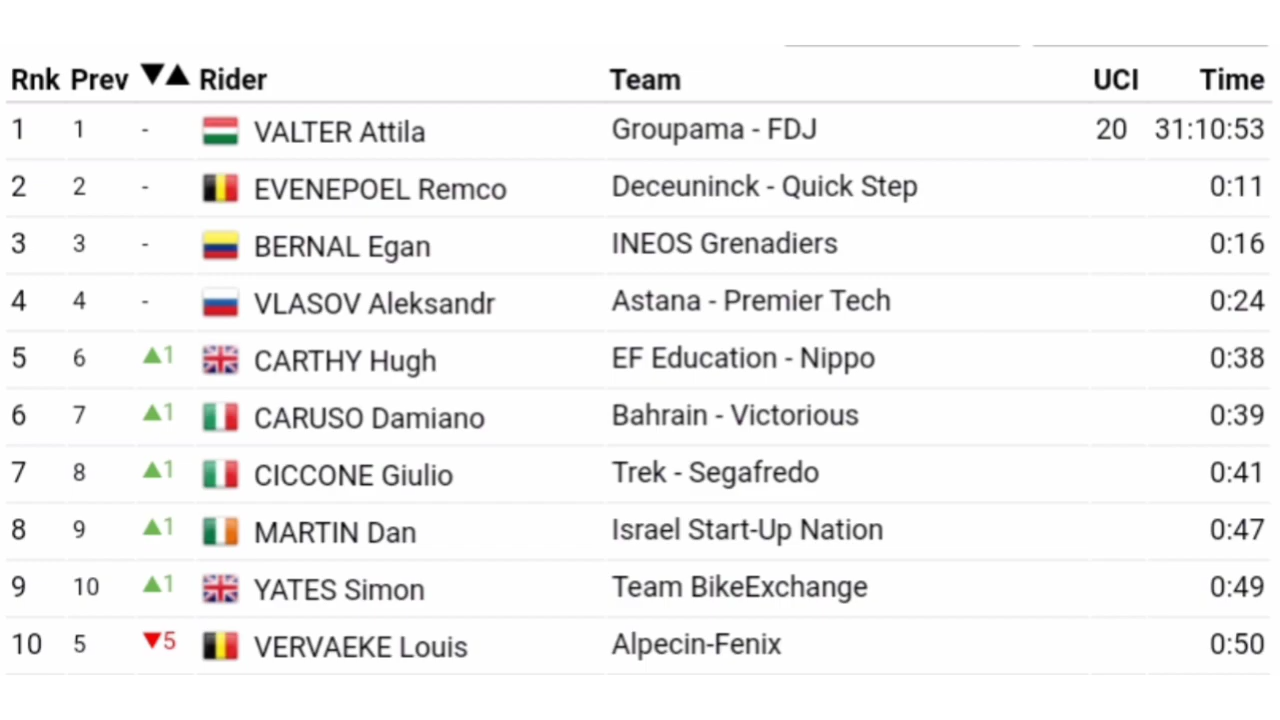 Rnk Prev ▼▲ Rider Team UCI Time
1 1 - VALTER Attila Groupama - FDJ 20 31:10:53
2 2 - EVENEPOEL Remco Deceuninck - Quick Step 0:11
3 3 - BERNAL Egan INEOS Grenadiers 0:16
4 4 - VLASOV Aleksandr Astana - Premier Tech 0:24
5 6 ▲1 CARTHY Hugh EF Education - Nippo 0:38
6 7 ▲1 CARUSO Damiano Bahrain - Victorious 0:39
7 8 ▲1 CICCONE Giulio Trek - Segafredo 0:41
8 9 ▲1 MARTIN Dan Israel Start-Up Nation 0:47
9 10 ▲1 YATES Simon Team BikeExchange 0:49
10 5 ▼5 VERVAEKE Louis Alpecin-Fenix 0:50